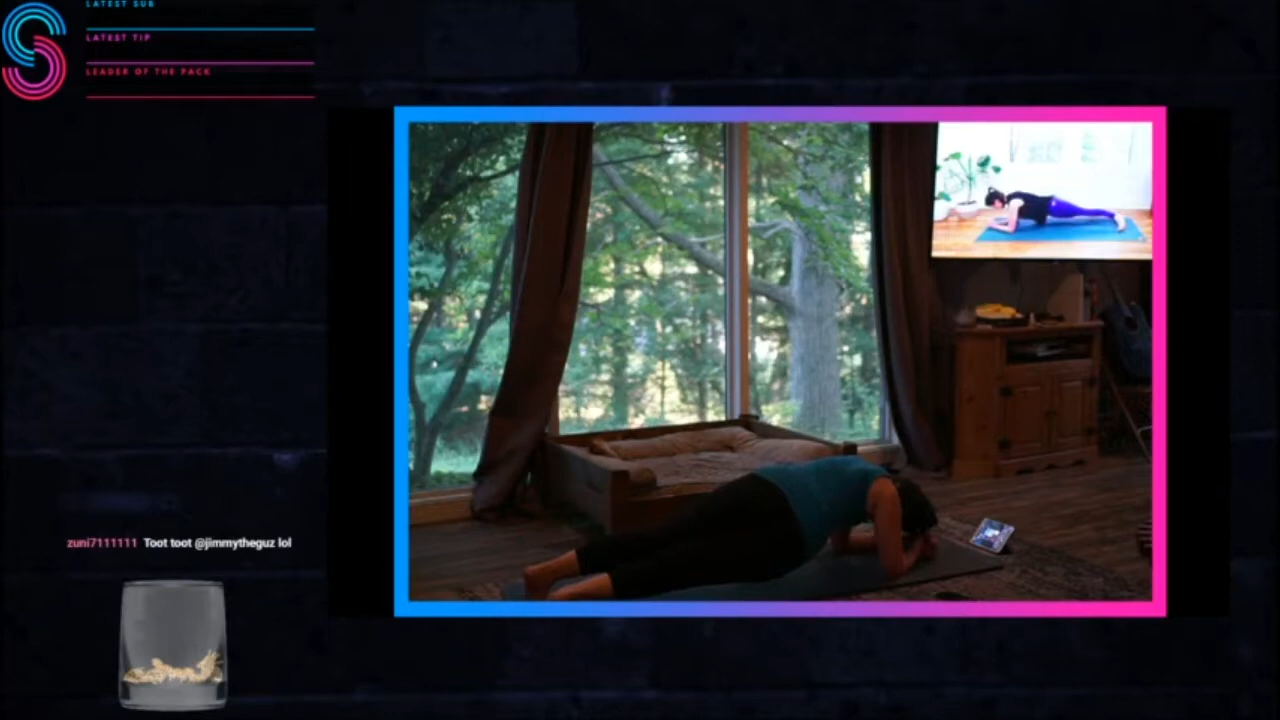 LATEST SUB
LATEST TIP
LEADER OF THE PACK
zuni7111111 Toot toot @jimmytheguz lol